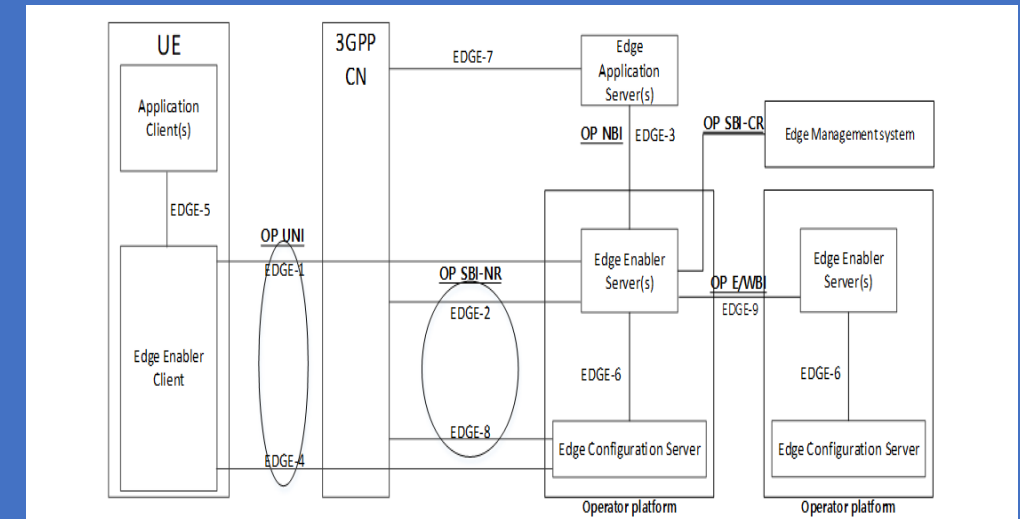 UE
3GPP
CN
EDGE-7
Edge
Application
Server(s)
Application
Client(s)
OP NBI
EDGE-3
OP SBI-CR
Edge Management system
EDGE-5
OP UNI
EDGE-1
OP SBI-NR
EDGE-2
Edge Enabler
Server(s)
OP E/WBI
EDGE-9
Edge Enabler
Server(s)
Edge Enabler
Client
EDGE-6
EDGE-6
EDGE-8
EDGE-4
Edge Configuration Server
Edge Configuration Server
Operator platform
Operator platform